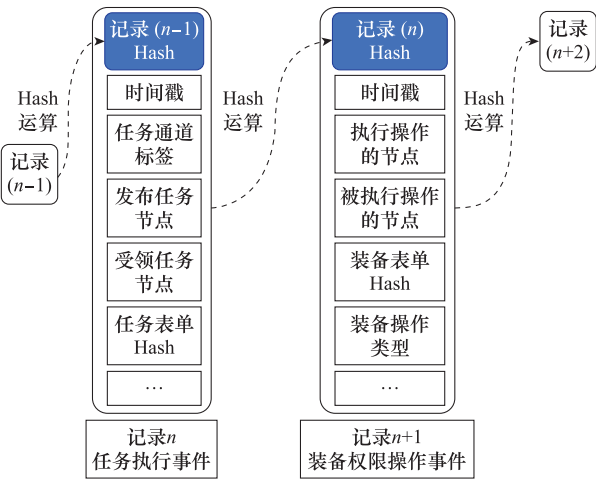 记录
(n−1)
Hash
运算
记录 (n−1)
Hash
时间戳
任务通道
标签
发布任务
节点
受领任务
节点
任务表单
Hash
…
记录n
任务执行事件
Hash
运算
记录 (n)
Hash
时间戳
执行操作
的节点
被执行操作
的节点
装备表单
Hash
装备操作
类型
…
记录n+1
装备权限操作事件
Hash
运算
记录
(n+2)